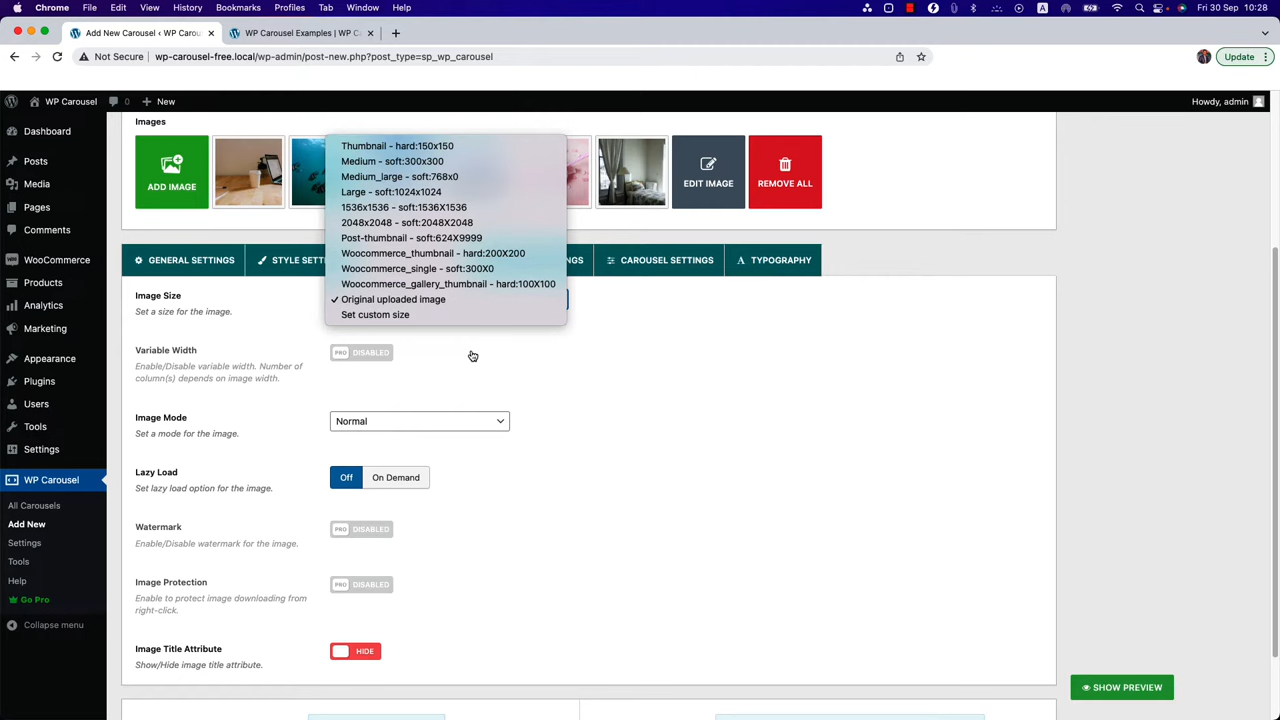 Chrome File Edit View History Bookmarks Profiles Tab Window Help A Fri 30 Sep 10:28
Add New Carousel ‹ WP Carou WP Carousel Examples | WP C
Not Secure wp-carousel-free.local/wp-admin/post-new.php?post_type=sp_wp_carousel Update
WP Carousel 0 New Howdy, admin
Dashboard
Posts
Media
Pages
Comments
WooCommerce
Products
Analytics
Marketing
Appearance
Plugins
Users
Tools
Settings
WP Carousel
All Carousels
Add New
Settings
Tools
Help
Go Pro
Collapse menu
Images
ADD IMAGE
EDIT IMAGE
REMOVE ALL
GENERAL SETTINGS STYLE SETT GS CAROUSEL SETTINGS TYPOGRAPHY
Thumbnail - hard:150x150
Medium - soft:300x300
Medium_large - soft:768x0
Large - soft:1024x1024
1536x1536 - soft:1536X1536
2048x2048 - soft:2048X2048
Post-thumbnail - soft:624X9999
Woocommerce_thumbnail - hard:200X200
Woocommerce_single - soft:300X0
Woocommerce_gallery_thumbnail - hard:100X100
✓ Original uploaded image
Set custom size
Image Size
Set a size for the image.
Variable Width
Enable/Disable variable width. Number of
column(s) depends on image width.
PRO DISABLED
Image Mode
Set a mode for the image.
Normal
Lazy Load
Set lazy load option for the image.
Off On Demand
Watermark
Enable/Disable watermark for the image.
PRO DISABLED
Image Protection
Enable to protect image downloading from
right-click.
PRO DISABLED
Image Title Attribute
Show/Hide image title attribute.
HIDE
SHOW PREVIEW